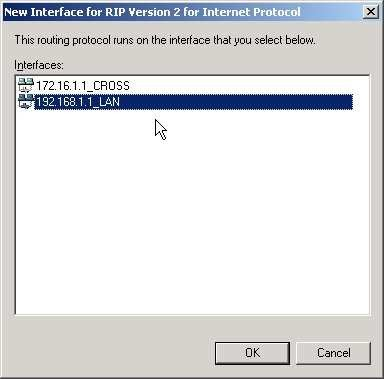 New Interface for RIP Version 2 for Internet Protocol
This routing protocol runs on the interface that you select below.
Interfaces:
172.16.1.1_CROSS
192.168.1.1_LAN
OK
Cancel